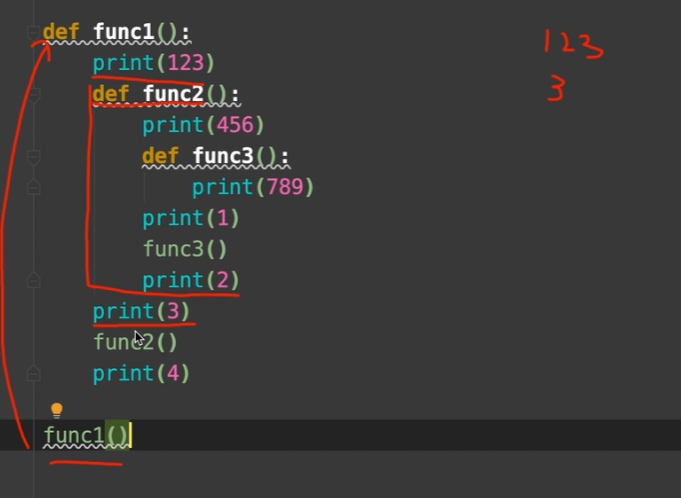 def func1():
    print(123)
    def func2():
        print(456)
        def func3():
            print(789)
        print(1)
        func3()
        print(2)
    print(3)
    func2()
    print(4)
func1()
123
3